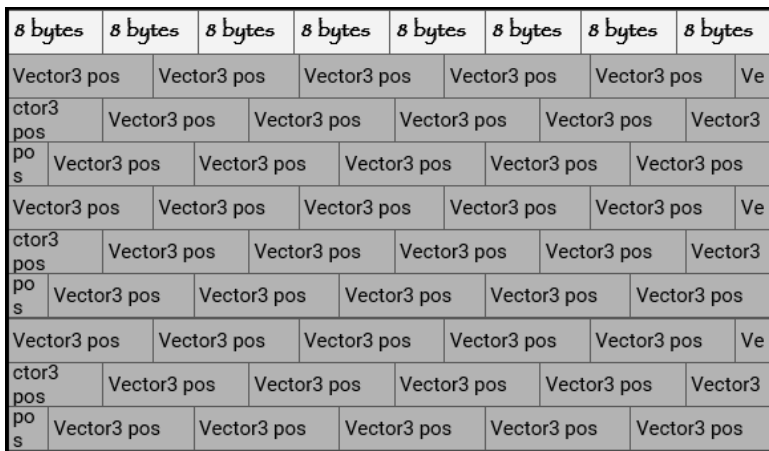 8 bytes 8 bytes 8 bytes 8 bytes 8 bytes 8 bytes 8 bytes 8 bytes
Vector3 pos Vector3 pos Vector3 pos Vector3 pos Vector3 pos Ve
ctor3
pos Vector3 pos Vector3 pos Vector3 pos Vector3 pos Vector3
po
s Vector3 pos Vector3 pos Vector3 pos Vector3 pos Vector3 pos
Vector3 pos Vector3 pos Vector3 pos Vector3 pos Vector3 pos Ve
ctor3
pos Vector3 pos Vector3 pos Vector3 pos Vector3 pos Vector3
po
s Vector3 pos Vector3 pos Vector3 pos Vector3 pos Vector3 pos
Vector3 pos Vector3 pos Vector3 pos Vector3 pos Vector3 pos Ve
ctor3
pos Vector3 pos Vector3 pos Vector3 pos Vector3 pos Vector3
po
s Vector3 pos Vector3 pos Vector3 pos Vector3 pos Vector3 pos